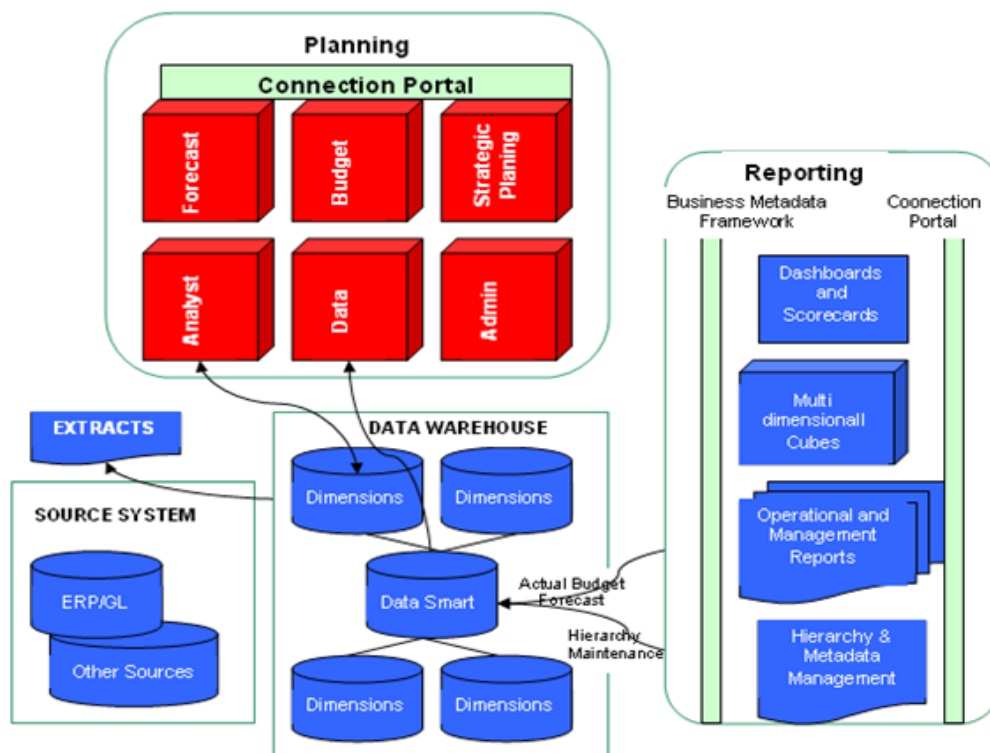 Planning
Connection Portal
Forecast
Budget
Strategic
Planing
Analyst
Data
Admin
Reporting
Business Metadata
Framework
Coonection
Portal
Dashboards
and
Scorecards
Multi
dimensionall
Cubes
Operational and
Management
Reports
Hierarchy &
Metadata
Management
EXTRACTS
SOURCE SYSTEM
ERP/GL
Other Sources
DATA WAREHOUSE
Dimensions
Dimensions
Data Smart
Dimensions
Dimensions
Actual Budget
Forecast
Hierarchy
Maintenance